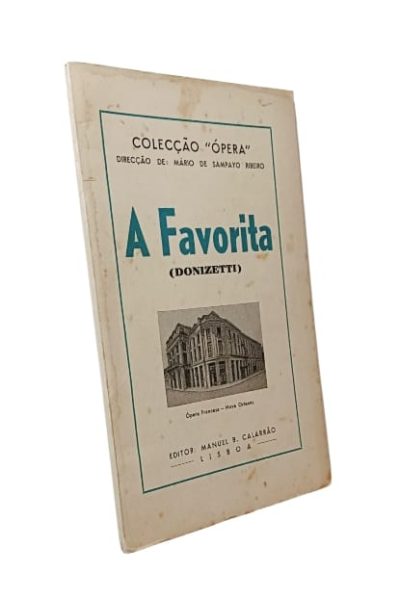 COLECÇÃO "ÓPERA"
DIRECÇÃO DE: MÁRIO DE SAMPAYO RIBEIRO
A Favorita
(DONIZETTI)
Ópera Francesa — Nova Orleans
EDITOR: MANUEL B. CALARRÃO
LISBOA